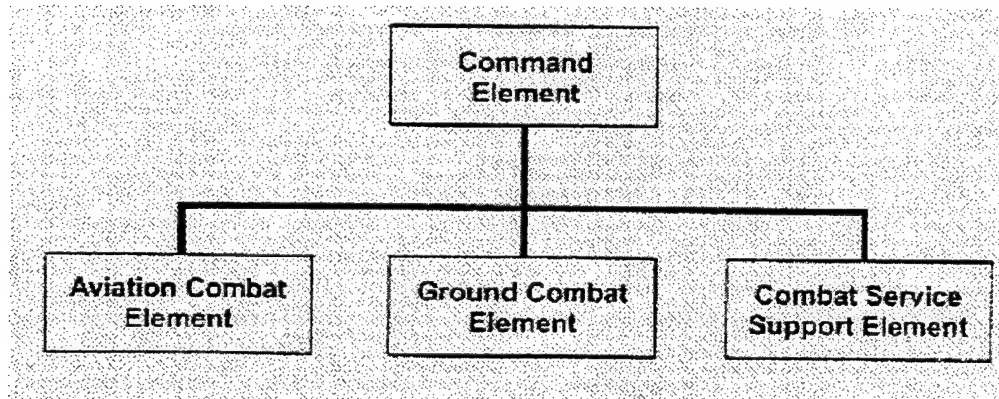 Command
Element
Aviation Combat
Element
Ground Combat
Element
Combat Service
Support Element